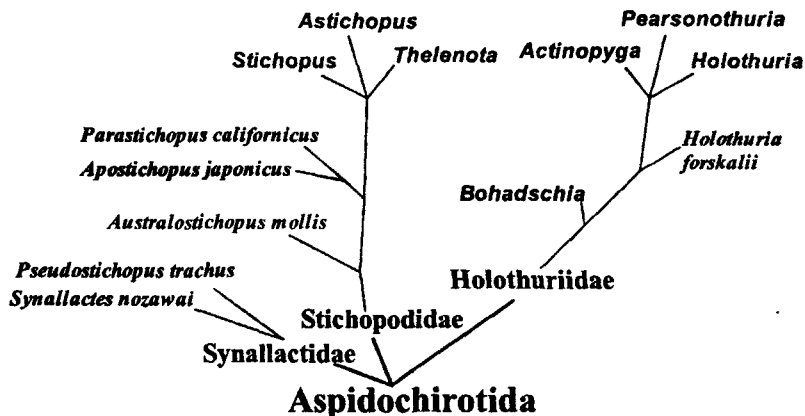 Astichopus
Pearsonothuria
Stichopus
Thelenota
Actinopyga
Holothuria
Parastichopus californicus
Holothuria
forskalii
Apostichopus japonicus
Bohadschia
Australostichopus mollis
Pseudostichopus trachus
Holothuriidae
Synallactes nozawai
Stichopodidae
Synallactidae
Aspidochirotida